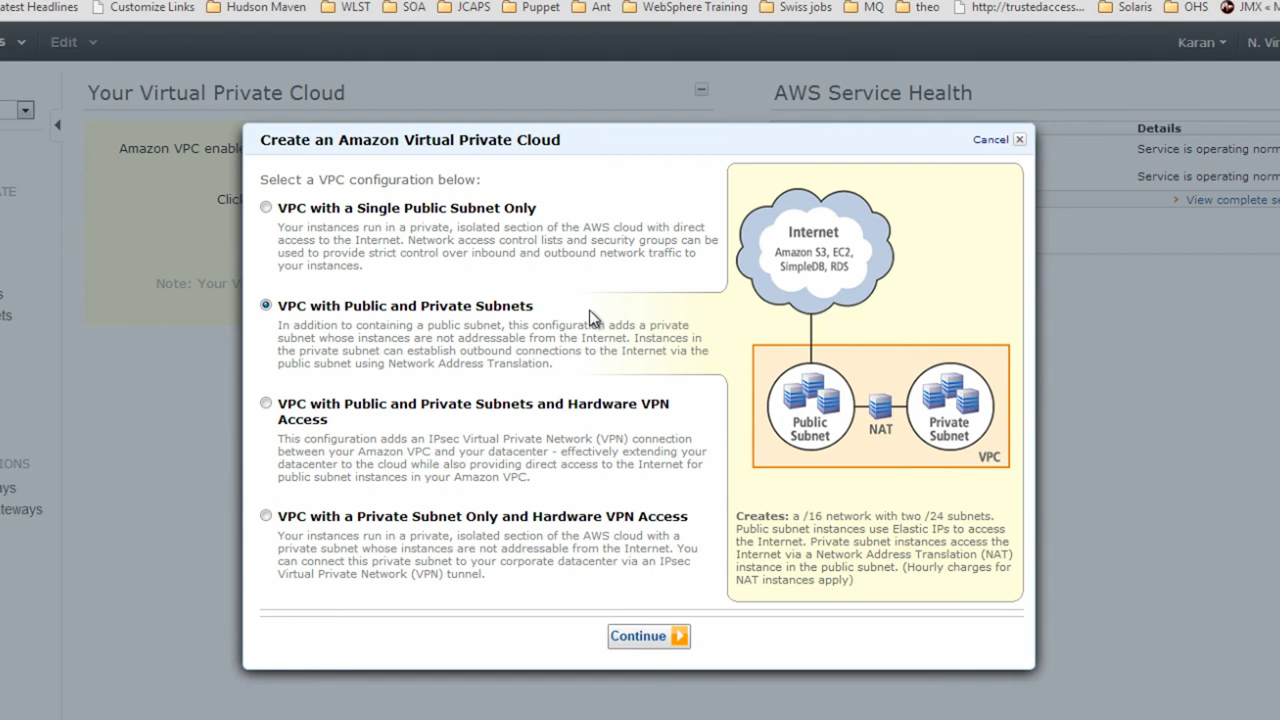 atest Headlines Customize Links Hudson Maven WLST SOA JCAPS Puppet Ant WebSphere Training Swiss jobs MQ theo http://trustedaccess... Solaris OHS JMX «
s Edit Karan N. Vir
Your Virtual Private Cloud
AWS Service Health
Details
Amazon VPC enable
Service is operating norm
Service is operating norm
ATE
Clic
View complete se
Note: Your V
s
ets
IONS
ys
teways
Create an Amazon Virtual Private Cloud
Cancel
Select a VPC configuration below:
VPC with a Single Public Subnet Only
Your instances run in a private, isolated section of the AWS cloud with direct
access to the Internet. Network access control lists and security groups can be
used to provide strict control over inbound and outbound network traffic to
your instances.
VPC with Public and Private Subnets
In addition to containing a public subnet, this configuration adds a private
subnet whose instances are not addressable from the Internet. Instances in
the private subnet can establish outbound connections to the Internet via the
public subnet using Network Address Translation.
VPC with Public and Private Subnets and Hardware VPN
Access
This configuration adds an IPsec Virtual Private Network (VPN) connection
between your Amazon VPC and your datacenter - effectively extending your
datacenter to the cloud while also providing direct access to the Internet for
public subnet instances in your Amazon VPC.
VPC with a Private Subnet Only and Hardware VPN Access
Your instances run in a private, isolated section of the AWS cloud with a
private subnet whose instances are not addressable from the Internet. You
can connect this private subnet to your corporate datacenter via an IPsec
Virtual Private Network (VPN) tunnel.
Internet
Amazon S3, EC2,
SimpleDB, RDS
Public
Subnet
NAT
Private
Subnet
VPC
Creates: a /16 network with two /24 subnets.
Public subnet instances use Elastic IPs to access
the Internet. Private subnet instances access the
Internet via a Network Address Translation (NAT)
instance in the public subnet. (Hourly charges for
NAT instances apply)
Continue